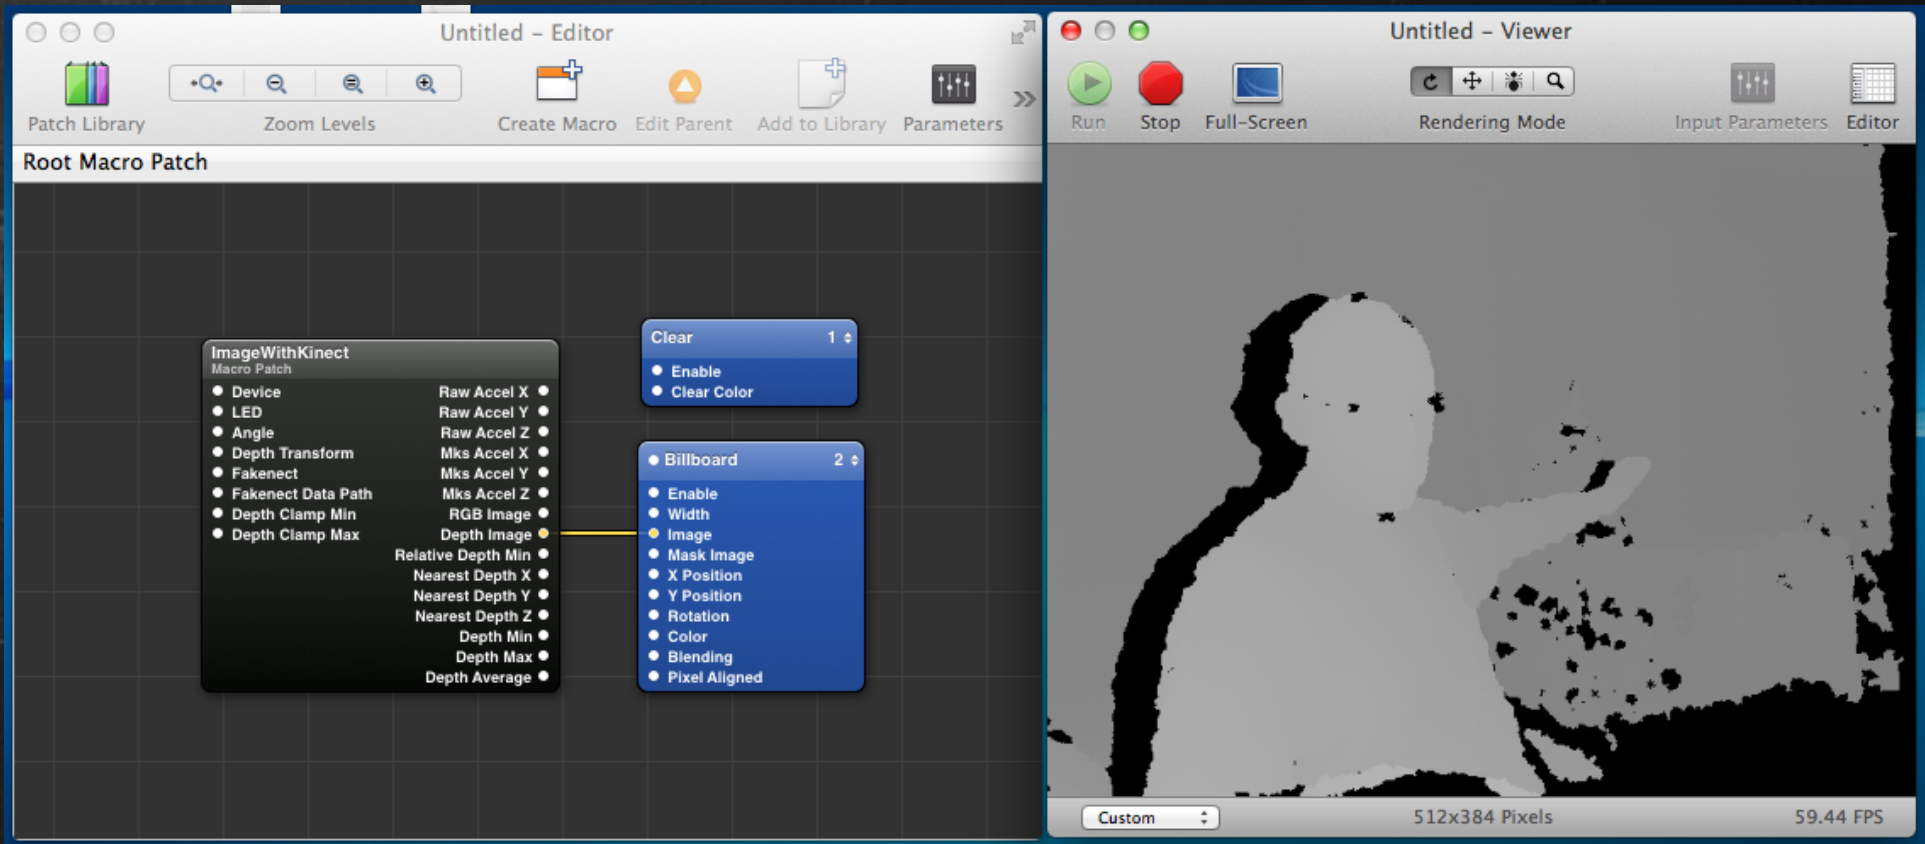 Untitled – Editor
Patch Library
Zoom Levels
Create Macro
Edit Parent
Add to Library
Parameters
Root Macro Patch
ImageWithKinect
Macro Patch
Device Raw Accel X
LED Raw Accel Y
Angle Raw Accel Z
Depth Transform Mks Accel X
Fakenect Mks Accel Y
Fakenect Data Path Mks Accel Z
Depth Clamp Min RGB Image
Depth Clamp Max Depth Image
Relative Depth Min
Nearest Depth X
Nearest Depth Y
Nearest Depth Z
Depth Min
Depth Max
Depth Average
Clear 1
Enable
Clear Color
Billboard 2
Enable
Width
Image
Mask Image
X Position
Y Position
Rotation
Color
Blending
Pixel Aligned
Untitled – Viewer
Run
Stop
Full-Screen
Rendering Mode
Input Parameters
Editor
Custom
512x384 Pixels
59.44 FPS